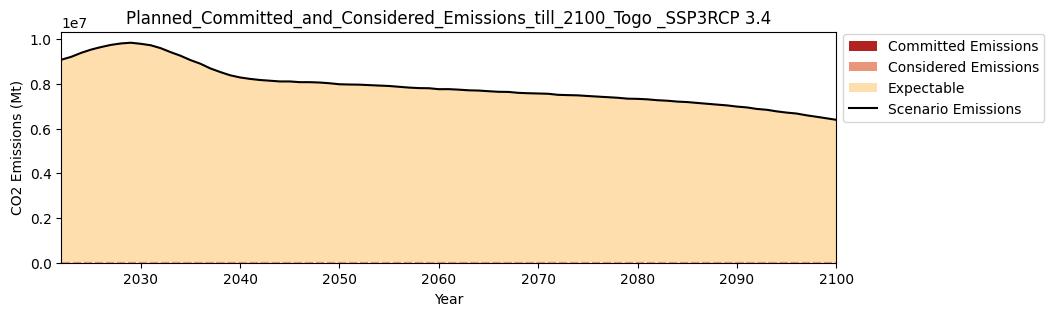 Planned_Committed_and_Considered_Emissions_till_2100_Togo _SSP3RCP 3.4
1e7
1.0
0.8
0.6
0.4
0.2
0.0
CO2 Emissions (Mt)
2030 2040 2050 2060 2070 2080 2090 2100
Year
Committed Emissions
Considered Emissions
Expectable
Scenario Emissions